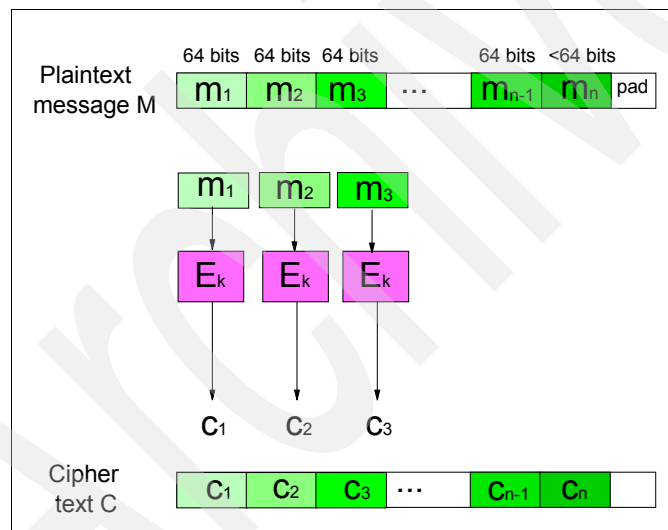 64 bits 64 bits 64 bits 64 bits <64 bits
Plaintext
message M
m1 m2 m3 ... mn-1 mn pad
m1 m2 m3
Ek Ek Ek
c1 c2 c3
Cipher
text C
c1 c2 c3 ... cn-1 cn